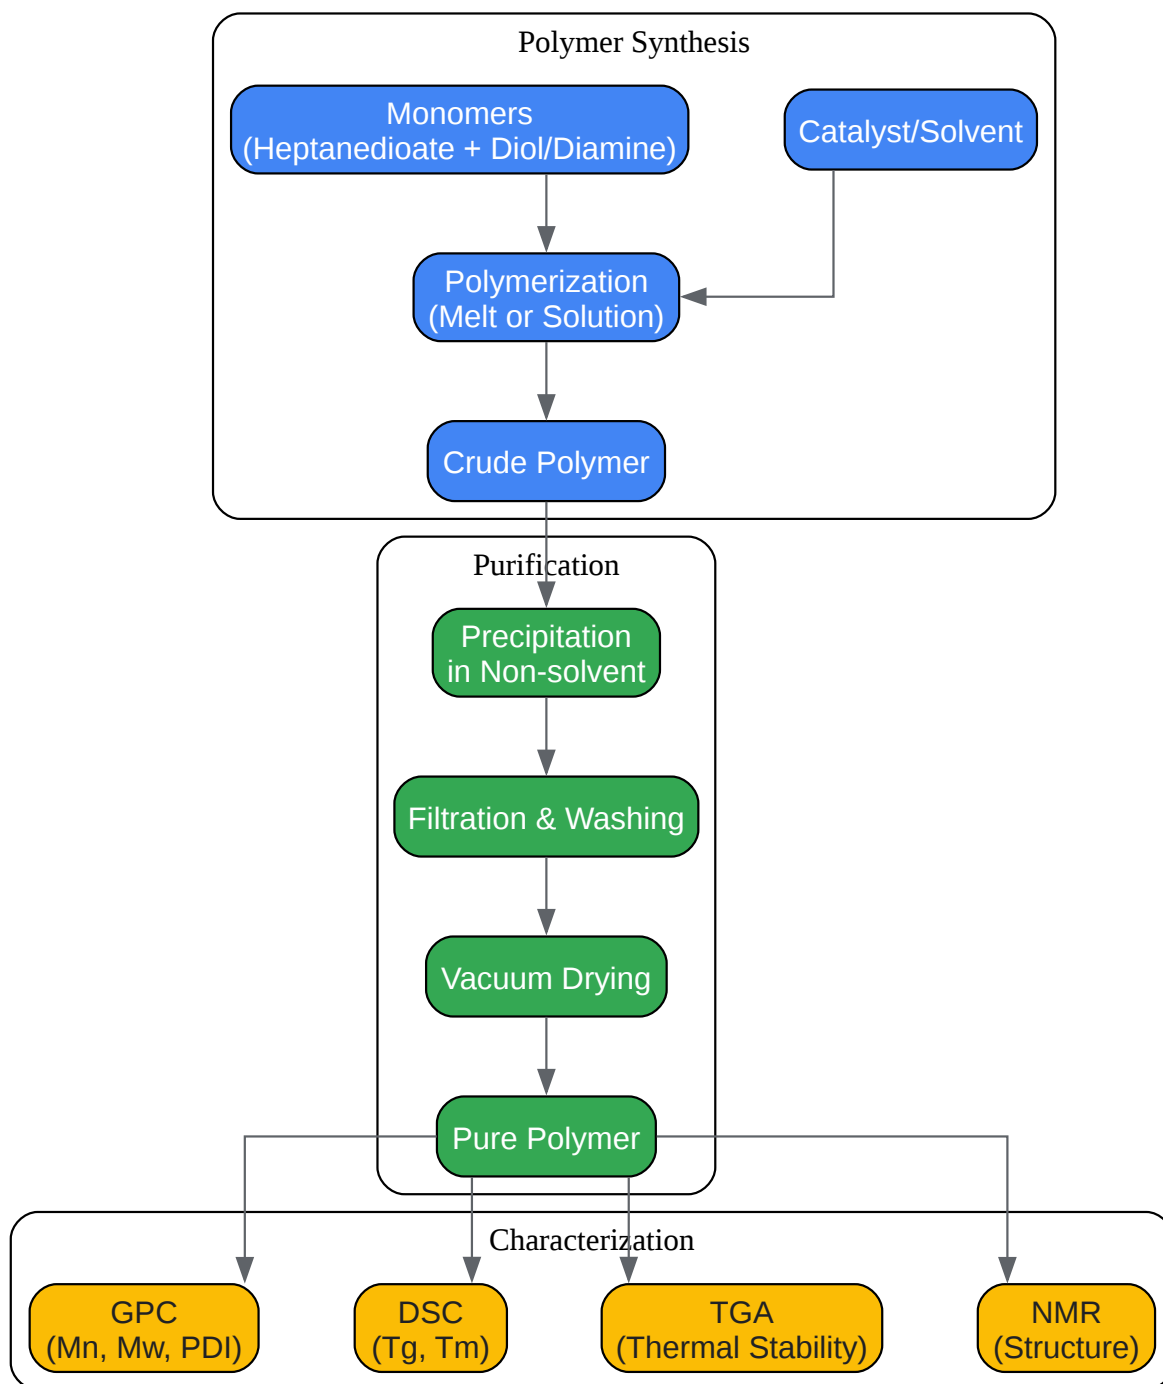 Polymer Synthesis
Monomers
(Heptanedioate + Diol/Diamine)
Catalyst/Solvent
Polymerization
(Melt or Solution)
Crude Polymer
Purification
Precipitation
in Non-solvent
Filtration & Washing
Vacuum Drying
Pure Polymer
Characterization
GPC
(Mn, Mw, PDI)
DSC
(Tg, Tm)
TGA
(Thermal Stability)
NMR
(Structure)